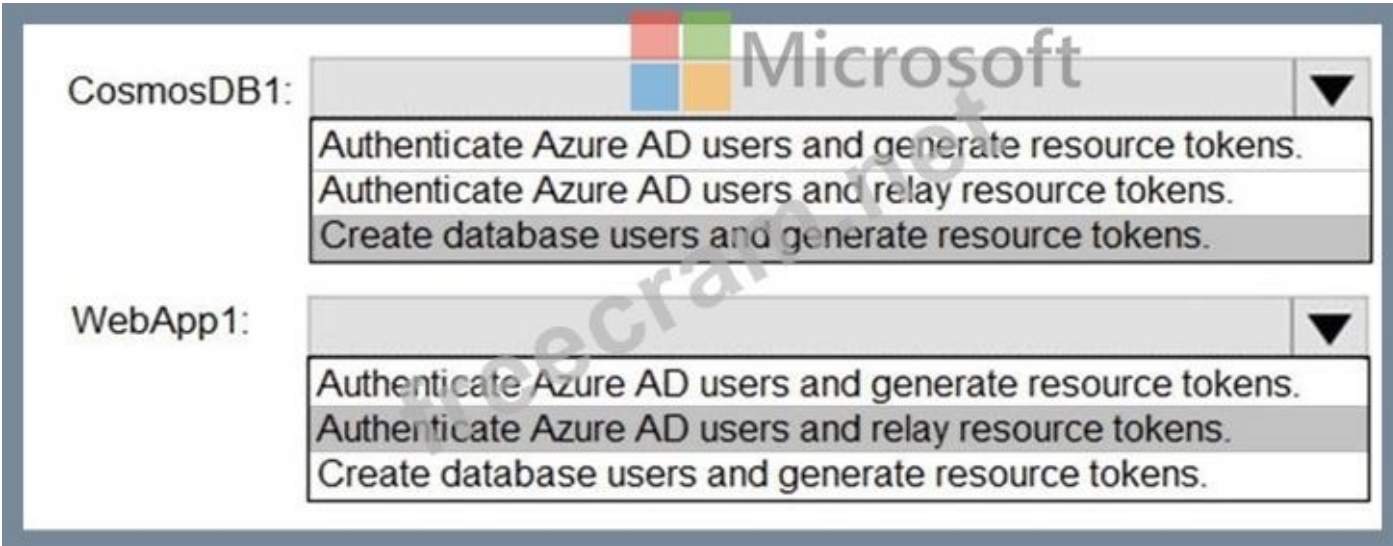 Microsoft
CosmosDB1:
Authenticate Azure AD users and generate resource tokens.
Authenticate Azure AD users and relay resource tokens.
Create database users and generate resource tokens.
WebApp1:
Authenticate Azure AD users and generate resource tokens.
Authenticate Azure AD users and relay resource tokens.
Create database users and generate resource tokens.
freecram.net